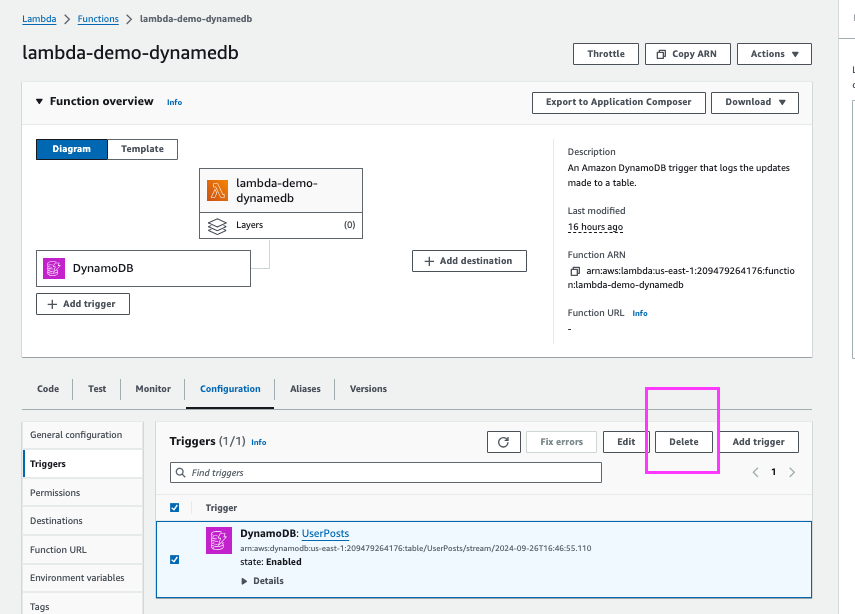 Lambda > Functions > lambda-demo-dynamedb
lambda-demo-dynamedb
Throttle
Copy ARN
Actions
Function overview Info
Export to Application Composer
Download
Diagram
Template
lambda-demo-
dynamedb
Layers (0)
DynamoDB
+ Add trigger
+ Add destination
Description
An Amazon DynamoDB trigger that logs the updates
made to a table.
Last modified
16 hours ago
Function ARN
arn:aws:lambda:us-east-1:209479264176:functio
n:lambda-demo-dynamedb
Function URL Info
-
Code
Test
Monitor
Configuration
Aliases
Versions
General configuration
Triggers
Permissions
Destinations
Function URL
Environment variables
Tags
Triggers (1/1) Info
Fix errors
Edit
Delete
Add trigger
Find triggers
< 1 >
Trigger
DynamoDB: UserPosts
arn:aws:dynamodb:us-east-1:209479264176:table/UserPosts/stream/2024-09-26T16:46:55.110
state: Enabled
Details